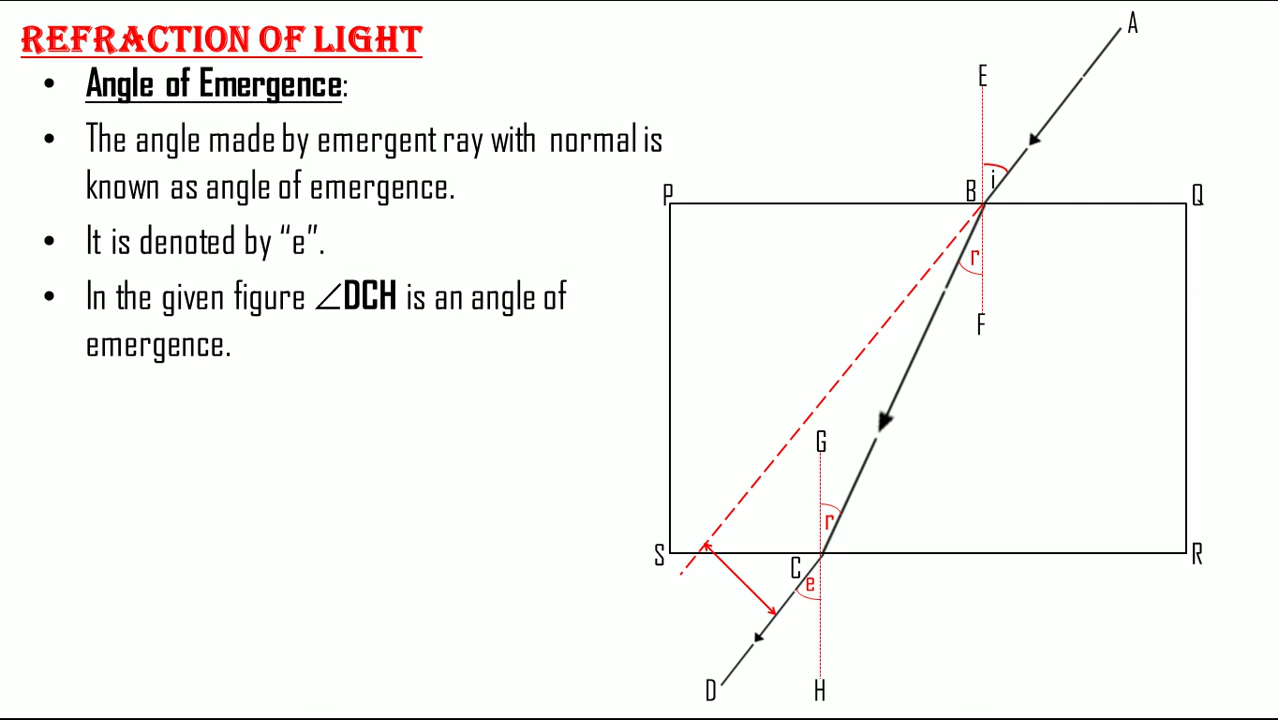 REFRACTION OF LIGHT
• Angle of Emergence:
• The angle made by emergent ray with normal is
known as angle of emergence.
• It is denoted by “e”.
• In the given figure ∠DCH is an angle of
emergence.
A
E
i
P
B
Q
r
F
G
r
S
C
R
e
D
H